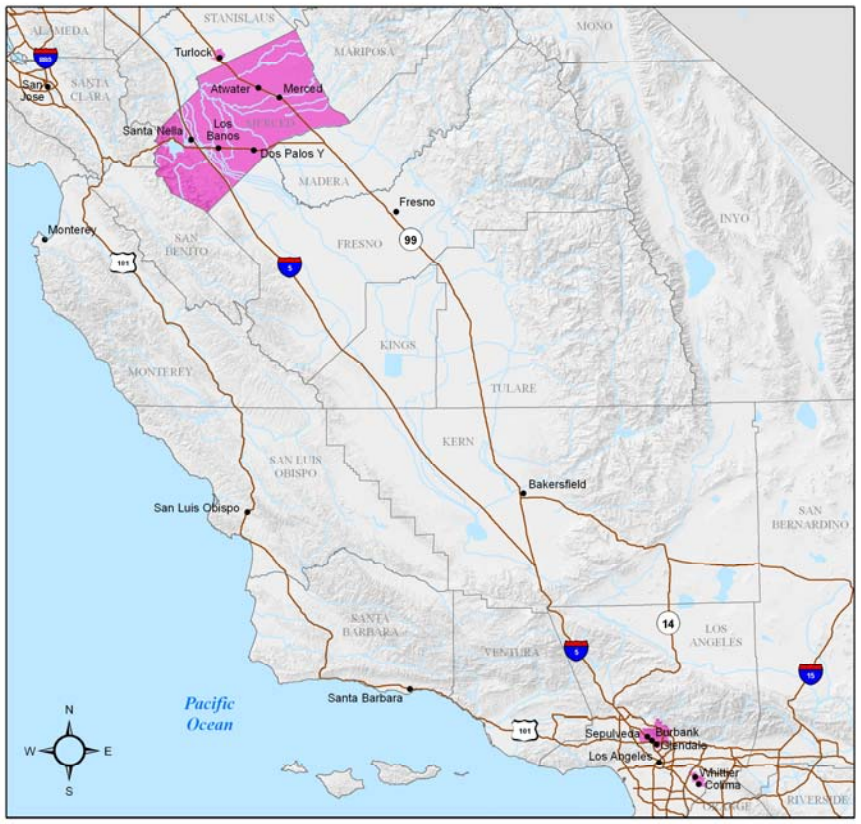 STANISLAUS
ALAMEDA
MONO
Turlock
MARIPOSA
880
SANTA
CLARA
San
Jose
Atwater
Merced
MERCED
Santa Nella
Los
Banos
Dos Palos Y
MADERA
Fresno
INYO
Monterey
SAN
BENITO
FRESNO
99
101
5
KINGS
MONTEREY
TULARE
KERN
SAN LUIS
OBISPO
Bakersfield
San Luis Obispo
SAN
BERNARDINO
SANTA
BARBARA
14
LOS
ANGELES
VENTURA
5
15
Santa Barbara
Pacific
Ocean
N
W
E
S
101
Sepulveda
Burbank
Glendale
Los Angeles
Whittier
Colima
ORANGE
RIVERSIDE